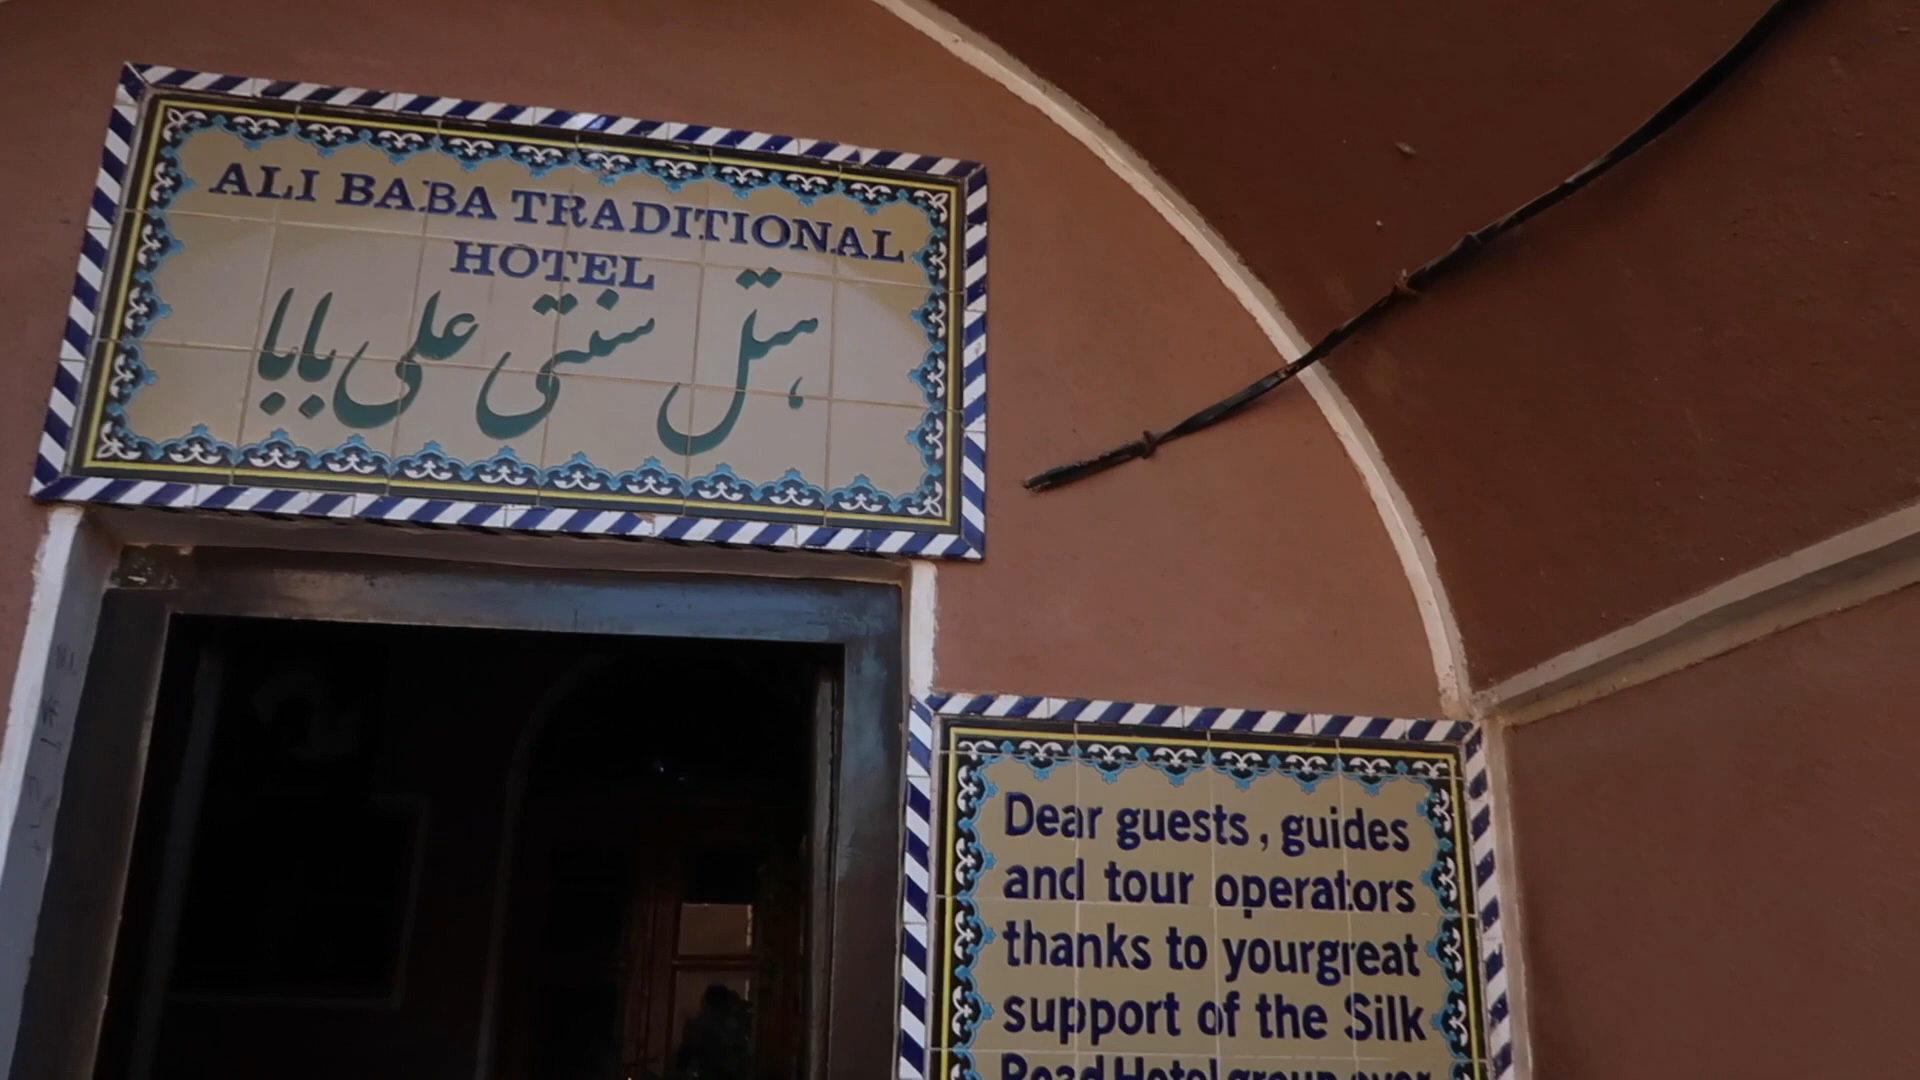 ALI BABA TRADITIONAL
HOTEL
هتل سنتی علی بابا
Dear guests, guides
and tour operators
thanks to yourgreat
support of the Silk
Road Hotel group over